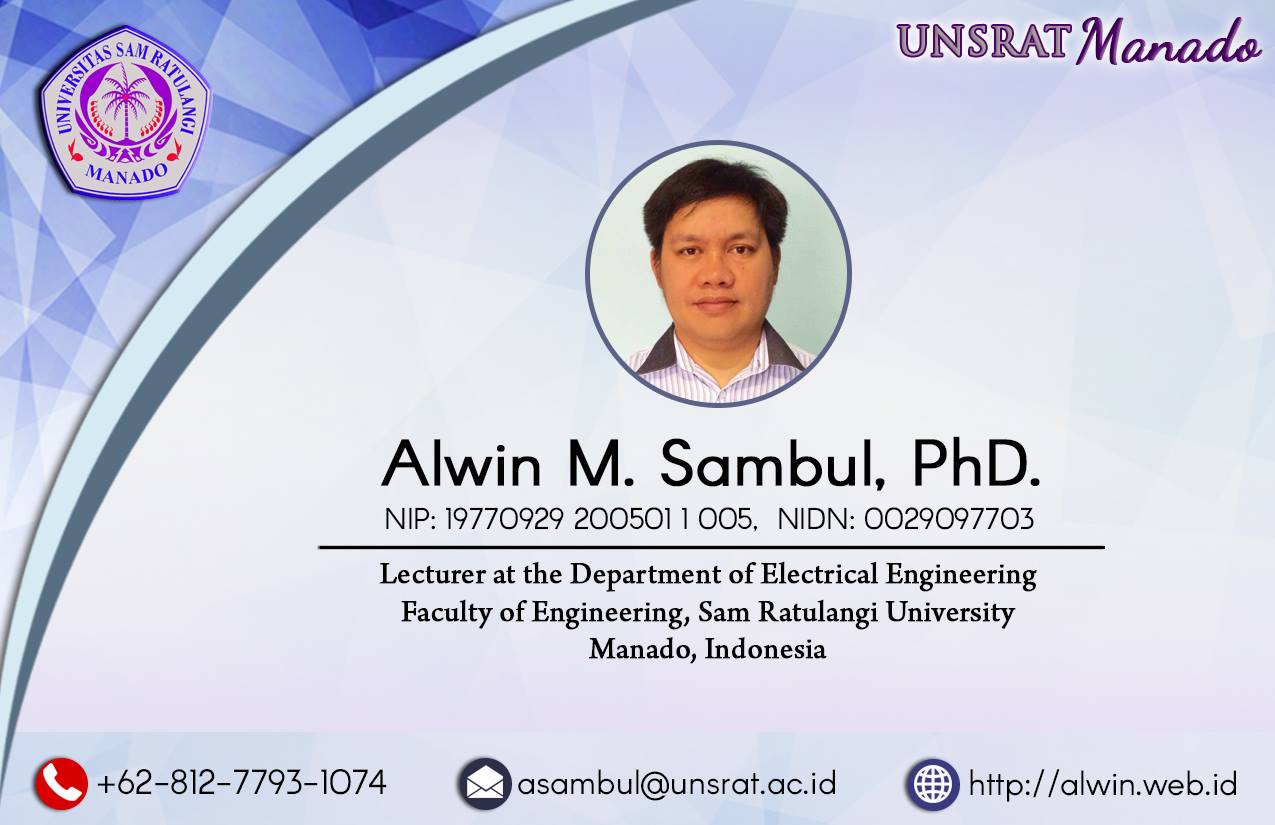 UNIVERSITAS SAM RATULANGI
MANADO
UNSRAT Manado
Alwin M. Sambul, PhD.
NIP: 19770929 200501 1 005, NIDN: 0029097703
Lecturer at the Department of Electrical Engineering
Faculty of Engineering, Sam Ratulangi University
Manado, Indonesia
+62-812-7793-1074
asambul@unsrat.ac.id
http://alwin.web.id